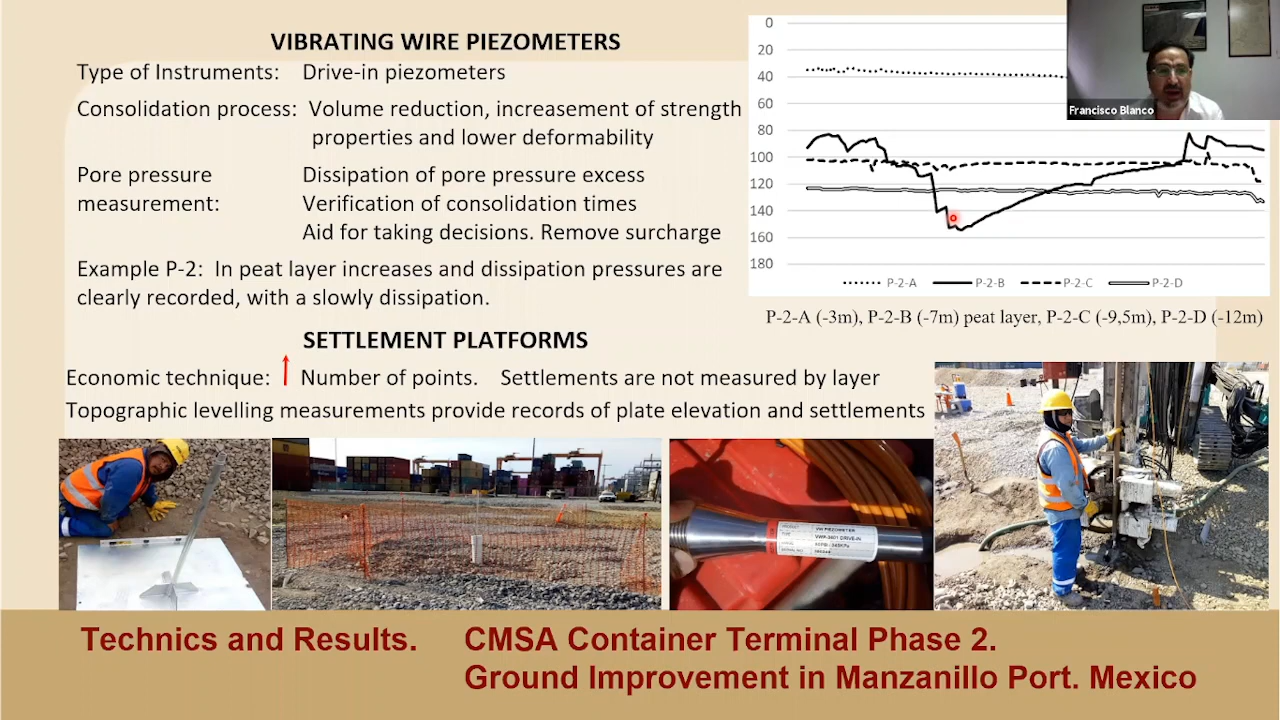 VIBRATING WIRE PIEZOMETERS
Type of Instruments: Drive-in piezometers
Consolidation process: Volume reduction, increasement of strength
properties and lower deformability
Pore pressure Dissipation of pore pressure excess
measurement: Verification of consolidation times
Aid for taking decisions. Remove surcharge
Example P-2: In peat layer increases and dissipation pressures are
clearly recorded, with a slowly dissipation.
0
20
40
60
80
100
120
140
160
180
P-2-A P-2-B P-2-C P-2-D
Francisco Blanco
P-2-A (-3m), P-2-B (-7m) peat layer, P-2-C (-9,5m), P-2-D (-12m)
SETTLEMENT PLATFORMS
Economic technique: Number of points. Settlements are not measured by layer
Topographic levelling measurements provide records of plate elevation and settlements
VW PIEZOMETER
Technics and Results. CMSA Container Terminal Phase 2.
Ground Improvement in Manzanillo Port. Mexico